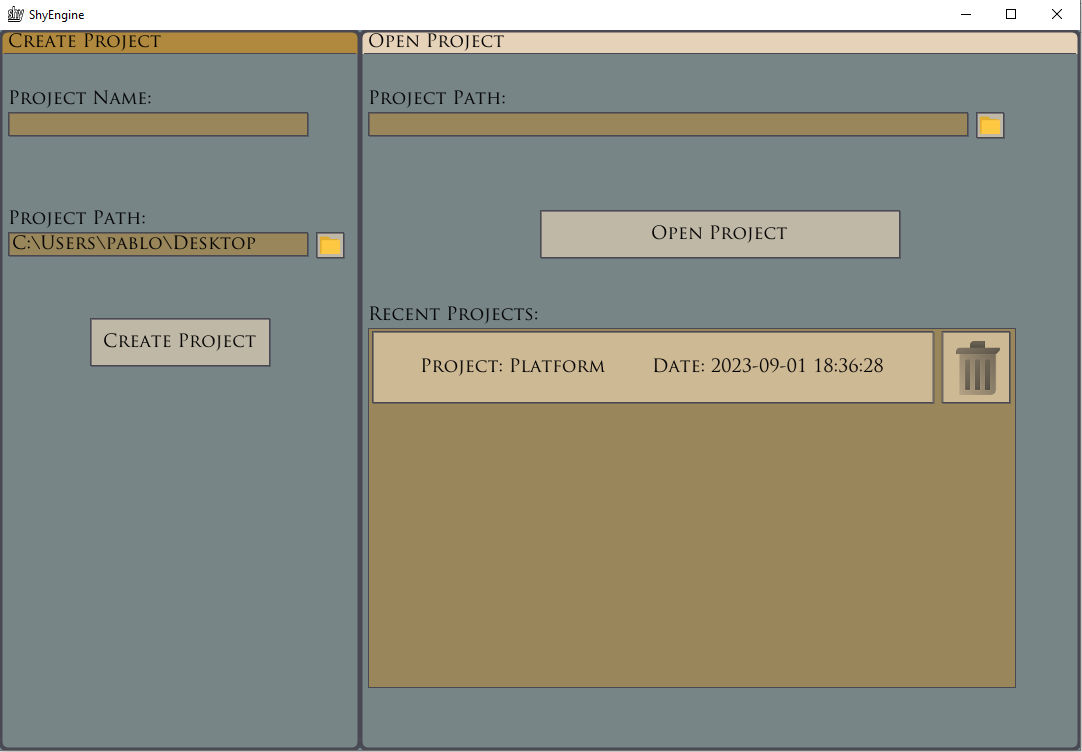 shy ShyEngine
Create Project
Project Name:
Project Path:
C:\Users\pablo\Desktop
Create Project
Open Project
Project Path:
Open Project
Recent Projects:
Project: Platform Date: 2023-09-01 18:36:28